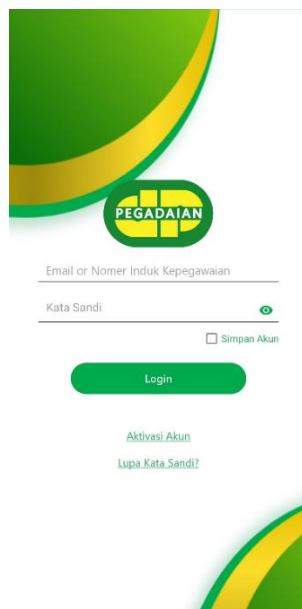 PEGADAIAN
Email or Nomer Induk Kepegawaian
Kata Sandi
Simpan Akun
Login
Aktivasi Akun
Lupa Kata Sandi?